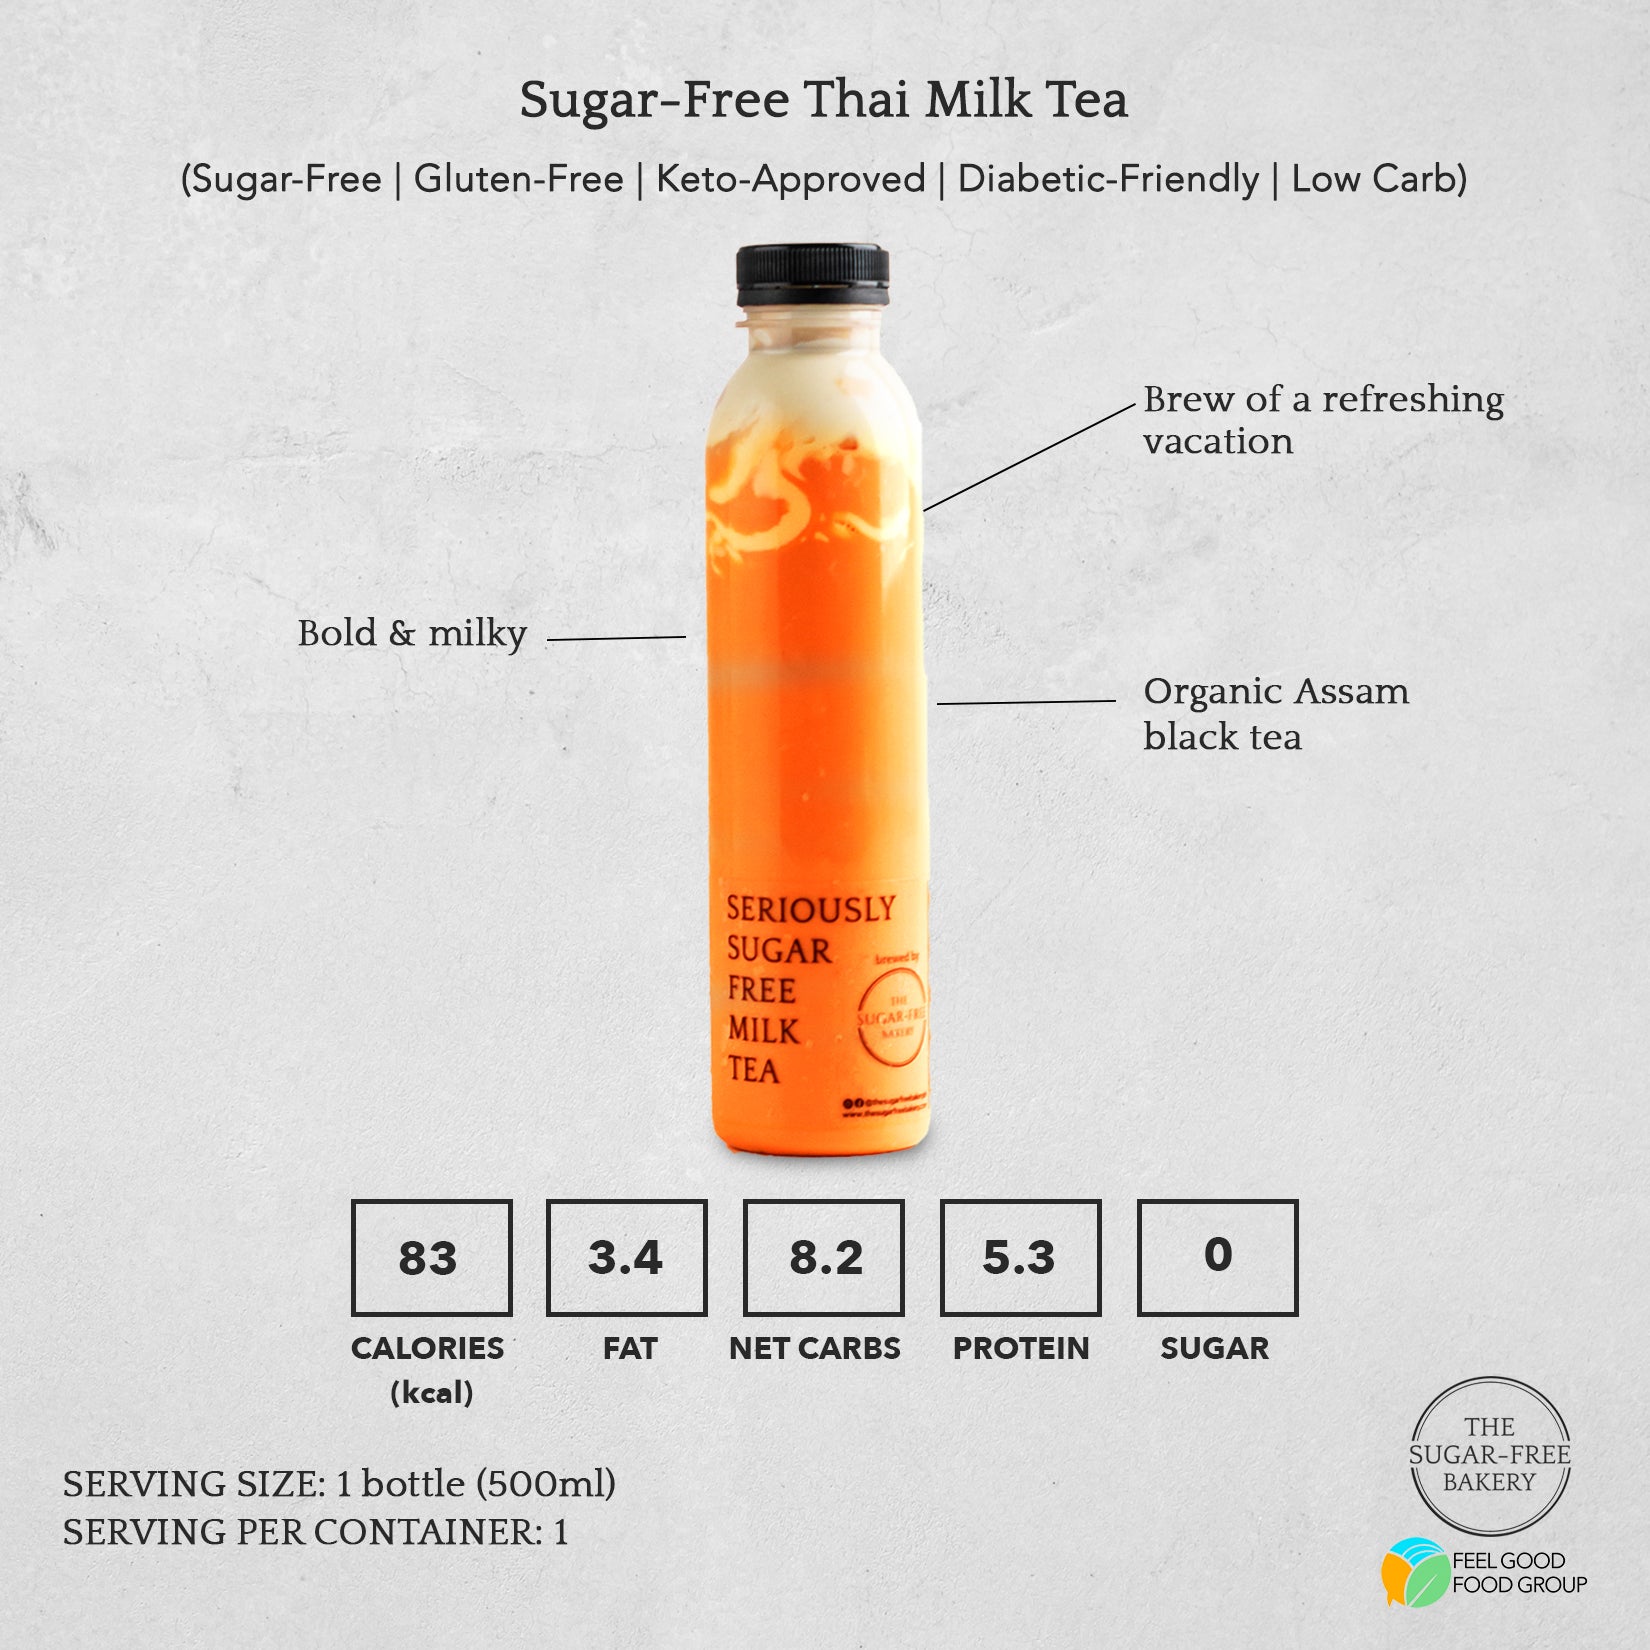 Sugar-Free Thai Milk Tea
(Sugar-Free | Gluten-Free | Keto-Approved | Diabetic-Friendly | Low Carb)
Brew of a refreshing
vacation
Bold & milky
Organic Assam
black tea
SERIOUSLY
SUGAR
FREE
MILK
TEA
brewed by
THE
SUGAR-FREE
BAKERY
83
3.4
8.2
5.3
0
CALORIES
(kcal)
FAT
NET CARBS
PROTEIN
SUGAR
SERVING SIZE: 1 bottle (500ml)
SERVING PER CONTAINER: 1
THE
SUGAR-FREE
BAKERY
FEEL GOOD
FOOD GROUP